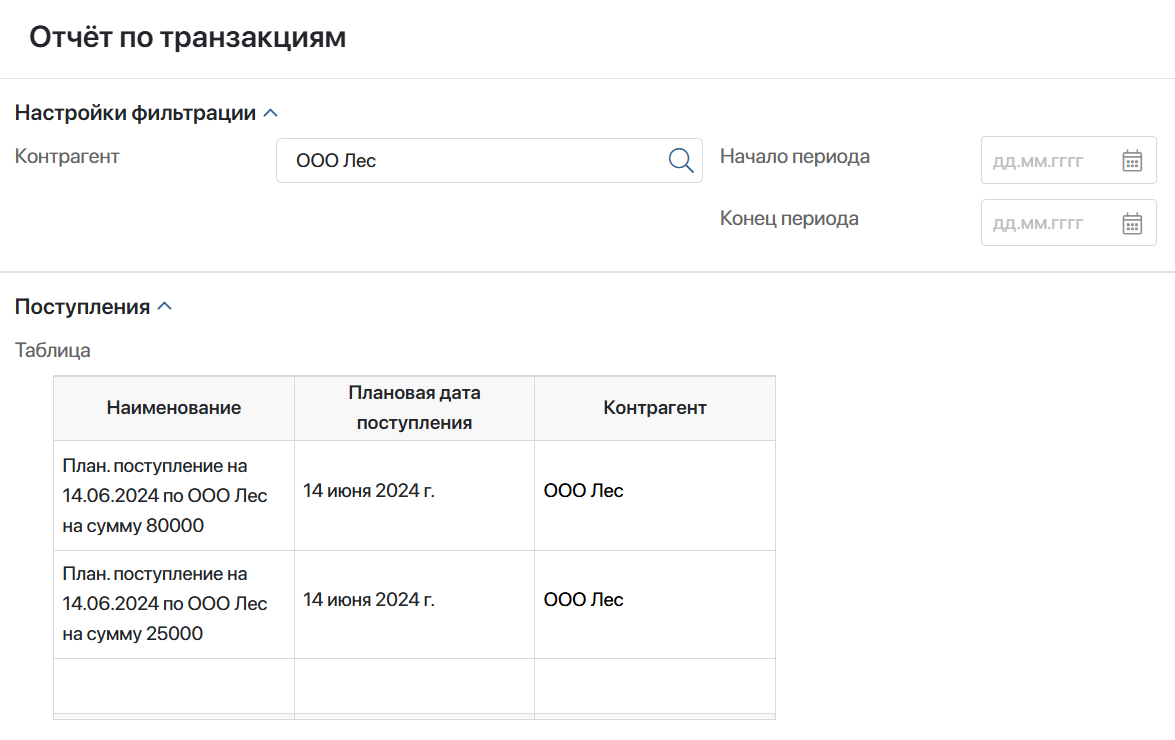 Отчёт по транзакциям
Настройки фильтрации
Контрагент
ООО Лес
Начало периода
дд.мм.гггг
Конец периода
дд.мм.гггг
Поступления
Таблица
Наименование
Плановая дата
поступления
Контрагент
План. поступление на
14.06.2024 по ООО Лес
на сумму 80000
14 июня 2024 г.
ООО Лес
План. поступление на
14.06.2024 по ООО Лес
на сумму 25000
14 июня 2024 г.
ООО Лес